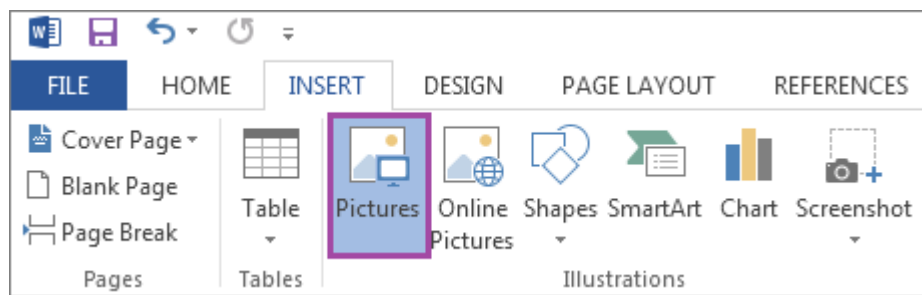 FILE HOME INSERT DESIGN PAGE LAYOUT REFERENCES
Cover Page
Blank Page
Page Break
Table
Pictures
Online
Pictures
Shapes
SmartArt
Chart
Screenshot
Pages
Tables
Illustrations